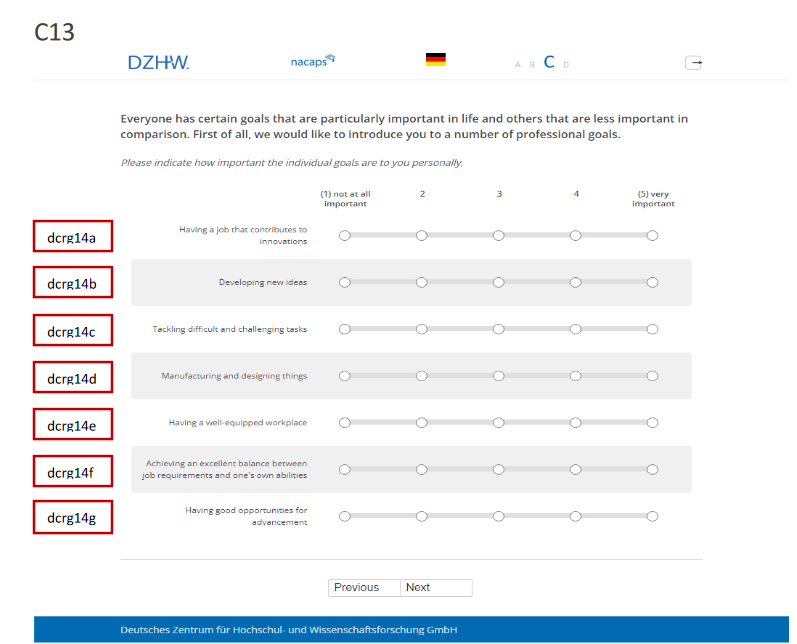 C13
DZHW. nacaps A B C D
Everyone has certain goals that are particularly important in life and others that are less important in
comparison. First of all, we would like to introduce you to a number of professional goals.
Please indicate how important the individual goals are to you personally.
(1) not at all
important
2
3
4
(5) very
important
dcrg14a
Having a job that contributes to
innovations
dcrg14b
Developing new ideas
dcrg14c
Tackling difficult and challenging tasks
dcrg14d
Manufacturing and designing things
dcrg14e
Having a well-equipped workplace
dcrg14f
Achieving an excellent balance between
job requirements and one's own abilities
dcrg14g
Having good opportunities for
advancement
Previous Next
Deutsches Zentrum für Hochschul- und Wissenschaftsforschung GmbH